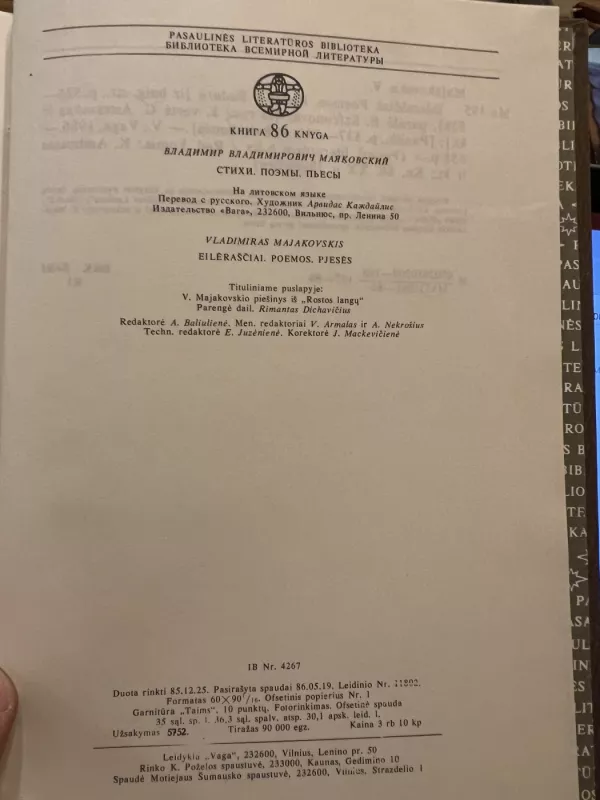 PASAULINĖS LITERATŪROS BIBLIOTEKA
БИБЛИОТЕКА ВСЕМИРНОЙ ЛИТЕРАТУРЫ
КНИГА 86 KNYGA
ВЛАДИМИР ВЛАДИМИРОВИЧ МАЯКОВСКИЙ
СТИХИ. ПОЭМЫ. ПЬЕСЫ
На литовском языке
Перевод с русского. Художник Арвидас Каждайлис
Издательство «Вага», 232600, Вильнюс, пр. Ленина 50
VLADIMIRAS MAJAKOVSKIS
EILĖRAŠČIAI. POEMOS. PJESĖS
Tituliniame puslapyje:
V. Majakovskio piešinys iš „Rostos langų“
Parengė dail. Rimantas Dichavičius
Redaktorė A. Baliulienė. Men. redaktoriai V. Armalas ir A. Nekrošius
Techn. redaktorė E. Juzėnienė. Korektorė J. Mackevičienė
IB Nr. 4267
Duota rinkti 85.12.25. Pasirašyta spaudai 86.05.19. Leidinio Nr. 11802.
Formatas 60×90 1/16. Ofsetinis popierius Nr. 1
Garnitūra „Taims“. 10 punktų. Fotorinkimas. Ofsetinė spauda
35 sąl. sp. l. 36,3 sąl. spalv. atsp. 30,1 apsk. leid. l.
Užsakymas 5752. Tiražas 90 000 egz. Kaina 3 rb 10 kp
Leidykla „Vaga“, 232600, Vilnius, Lenino pr. 50
Rinko K. Poželos spaustuvė, 233000, Kaunas, Gedimino 10
Spaudė Motiejaus Šumausko spaustuvė, 232600, Vilnius, Strazdelio 1